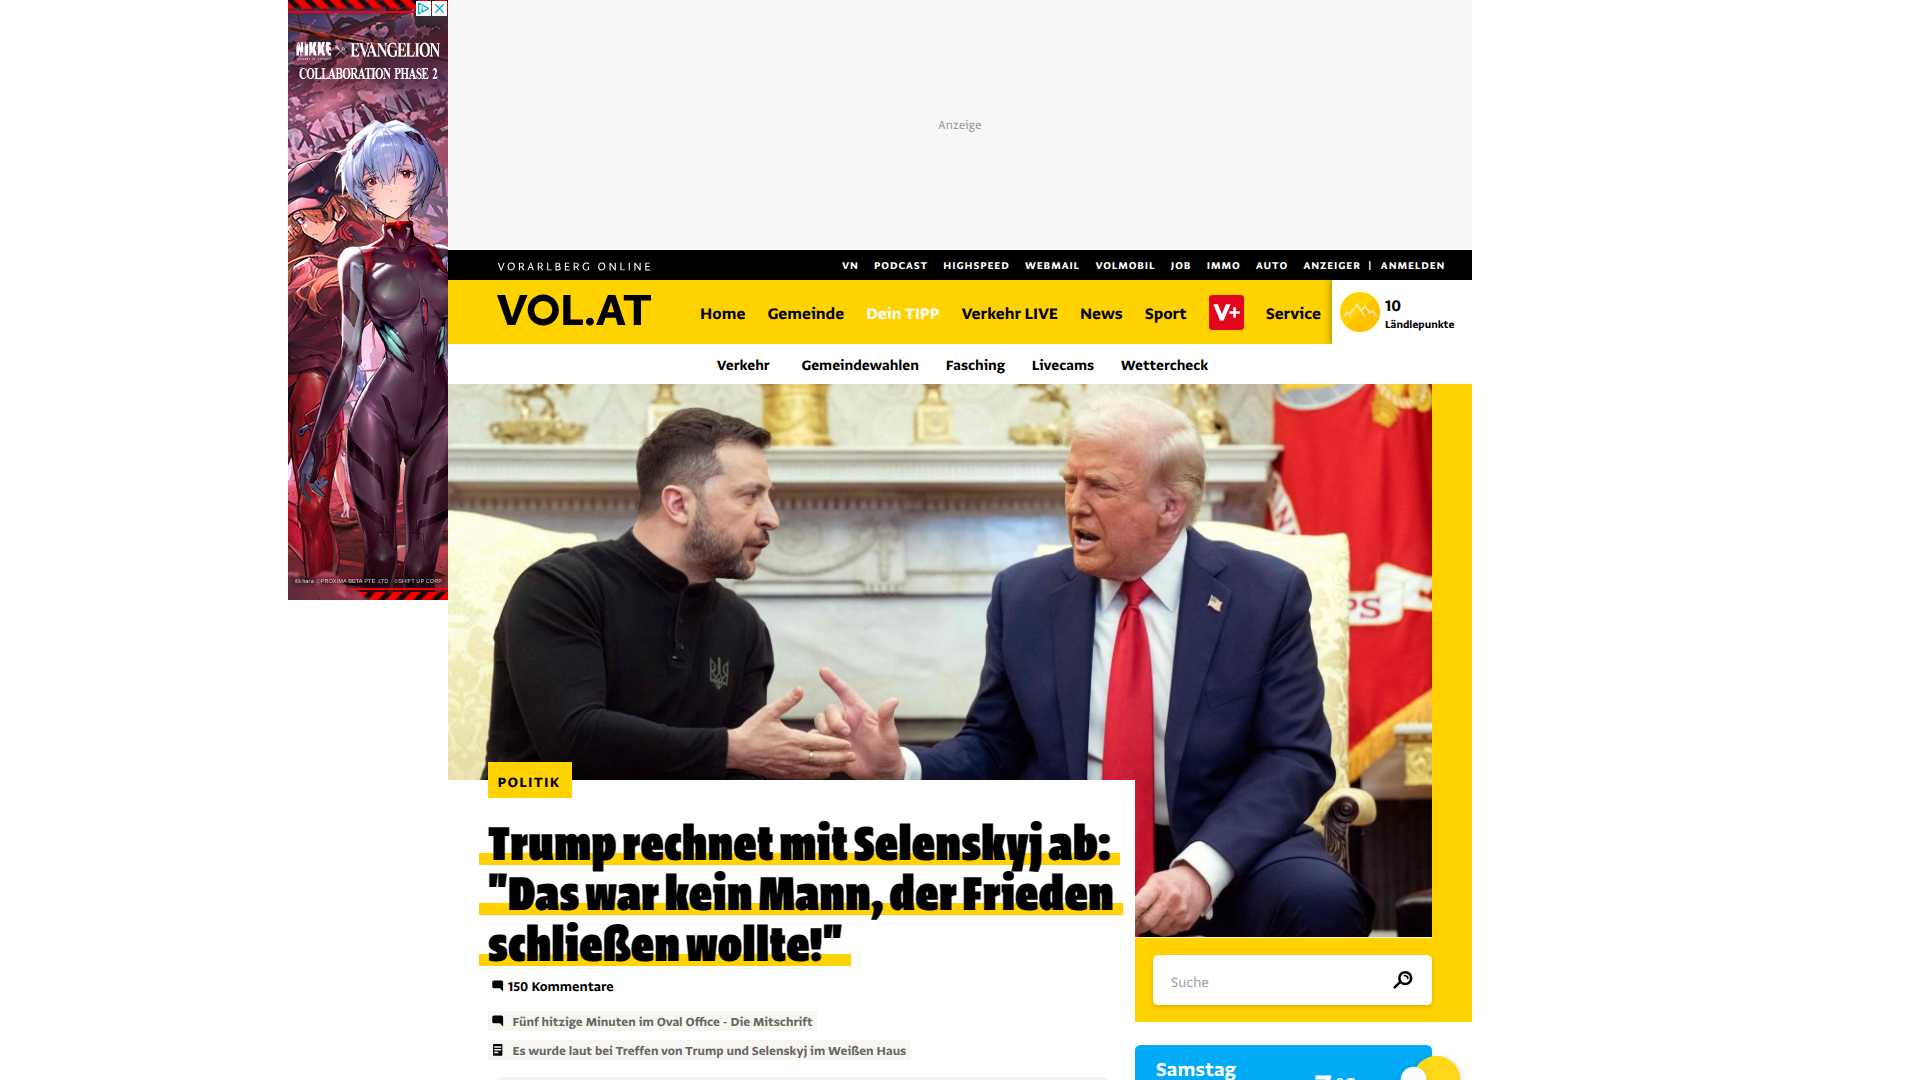 NIKKE × EVANGELION
COLLABORATION PHASE 2
©khara ©PROXIMA BETA PTE. LTD. ©SHIFT UP CORP.
Anzeige
VORARLBERG ONLINE
VN PODCAST HIGHSPEED WEBMAIL VOLMOBIL JOB IMMO AUTO ANZEIGER | ANMELDEN
VOL.AT
Home Gemeinde Dein TIPP Verkehr LIVE News Sport V+ Service
10
Ländlepunkte
Verkehr Gemeindewahlen Fasching Livecams Wettercheck
POLITIK
Trump rechnet mit Selenskyj ab:
"Das war kein Mann, der Frieden
schließen wollte!"
150 Kommentare
Fünf hitzige Minuten im Oval Office - Die Mitschrift
Es wurde laut bei Treffen von Trump und Selenskyj im Weißen Haus
Suche
Samstag